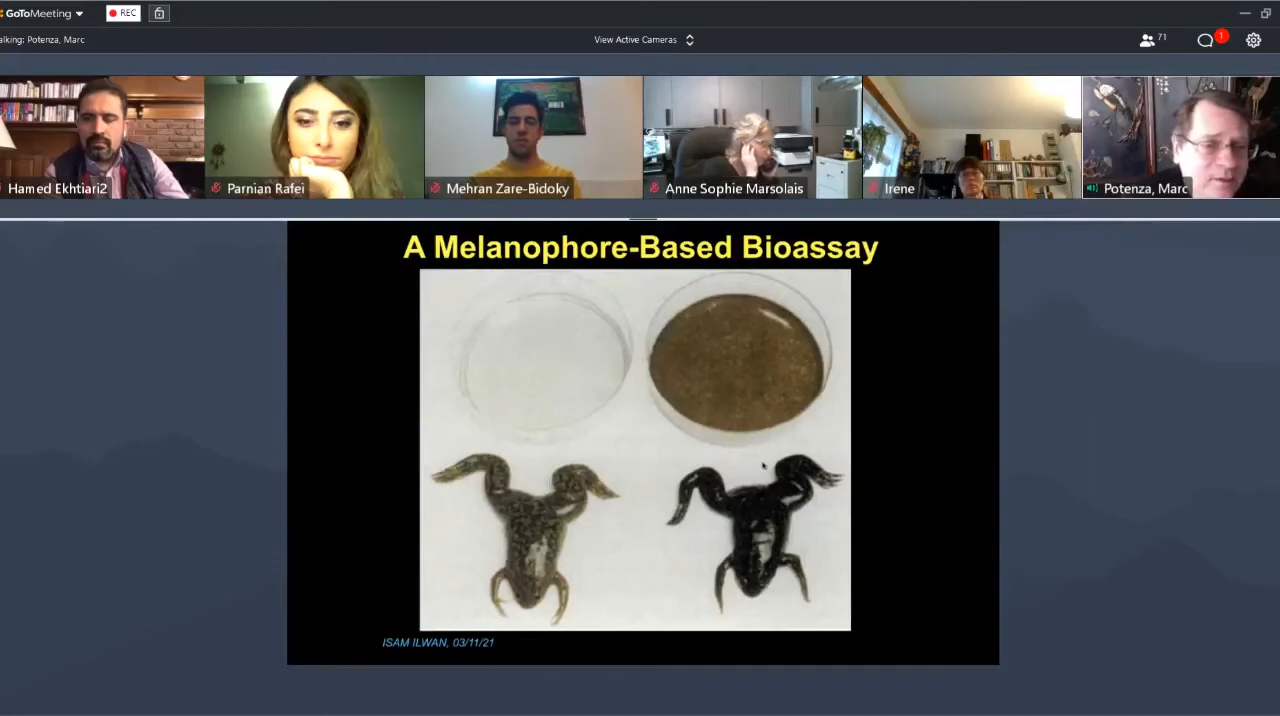 GoToMeeting
REC
alking: Potenza, Marc
View Active Cameras
71
1
Hamed Ekhtiari2
Parnian Rafei
Mehran Zare-Bidoky
Anne Sophie Marsolais
Irene
Potenza, Marc
A Melanophore-Based Bioassay
ISAM ILWAN, 03/11/21